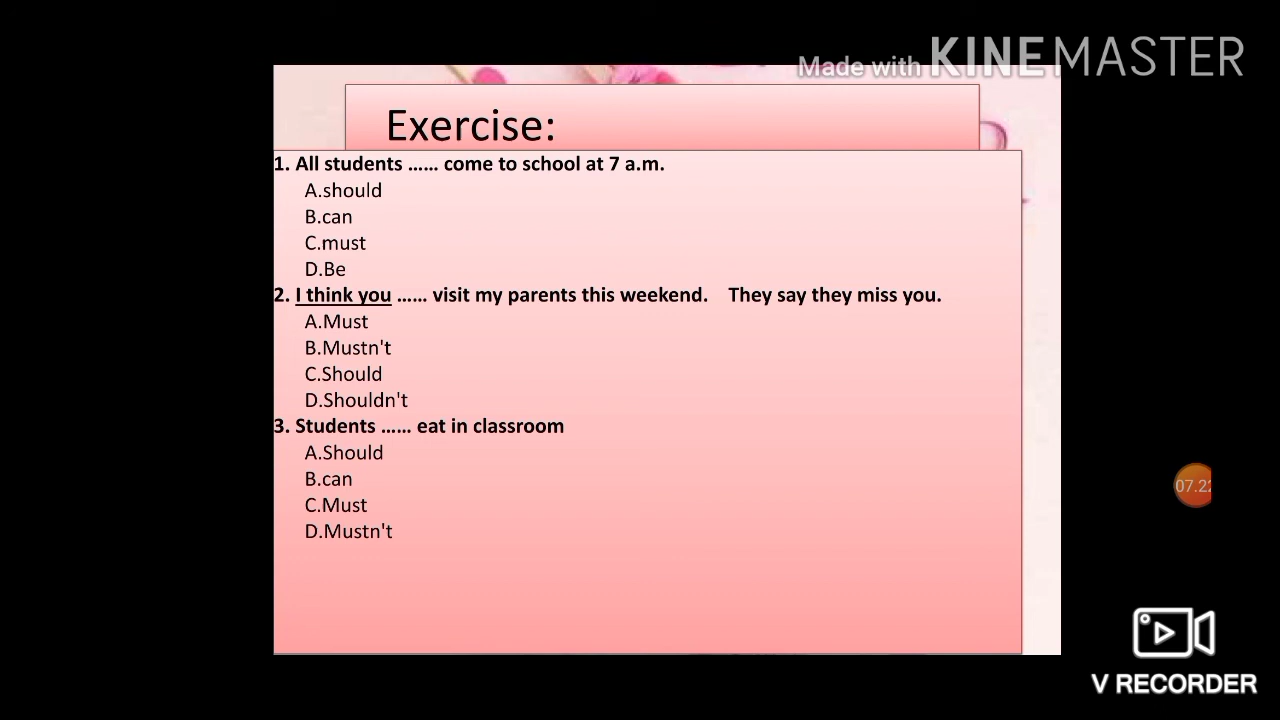 Made with KINEMASTER
Exercise:
1. All students ...... come to school at 7 a.m.
A.should
B.can
C.must
D.Be
2. I think you ...... visit my parents this weekend. They say they miss you.
A.Must
B.Mustn't
C.Should
D.Shouldn't
3. Students ...... eat in classroom
A.Should
B.can
C.Must
D.Mustn't
07.22
V RECORDER